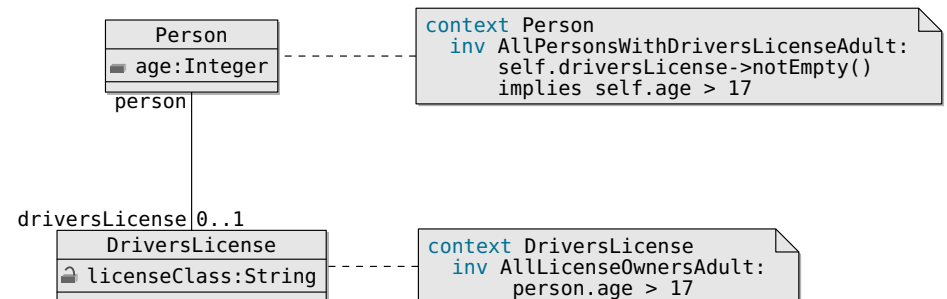 Person
age:Integer
person
context Person
inv AllPersonsWithDriversLicenseAdult:
self.driversLicense->notEmpty()
implies self.age > 17
driversLicense 0..1
DriversLicense
licenseClass:String
context DriversLicense
inv AllLicenseOwnersAdult:
person.age > 17